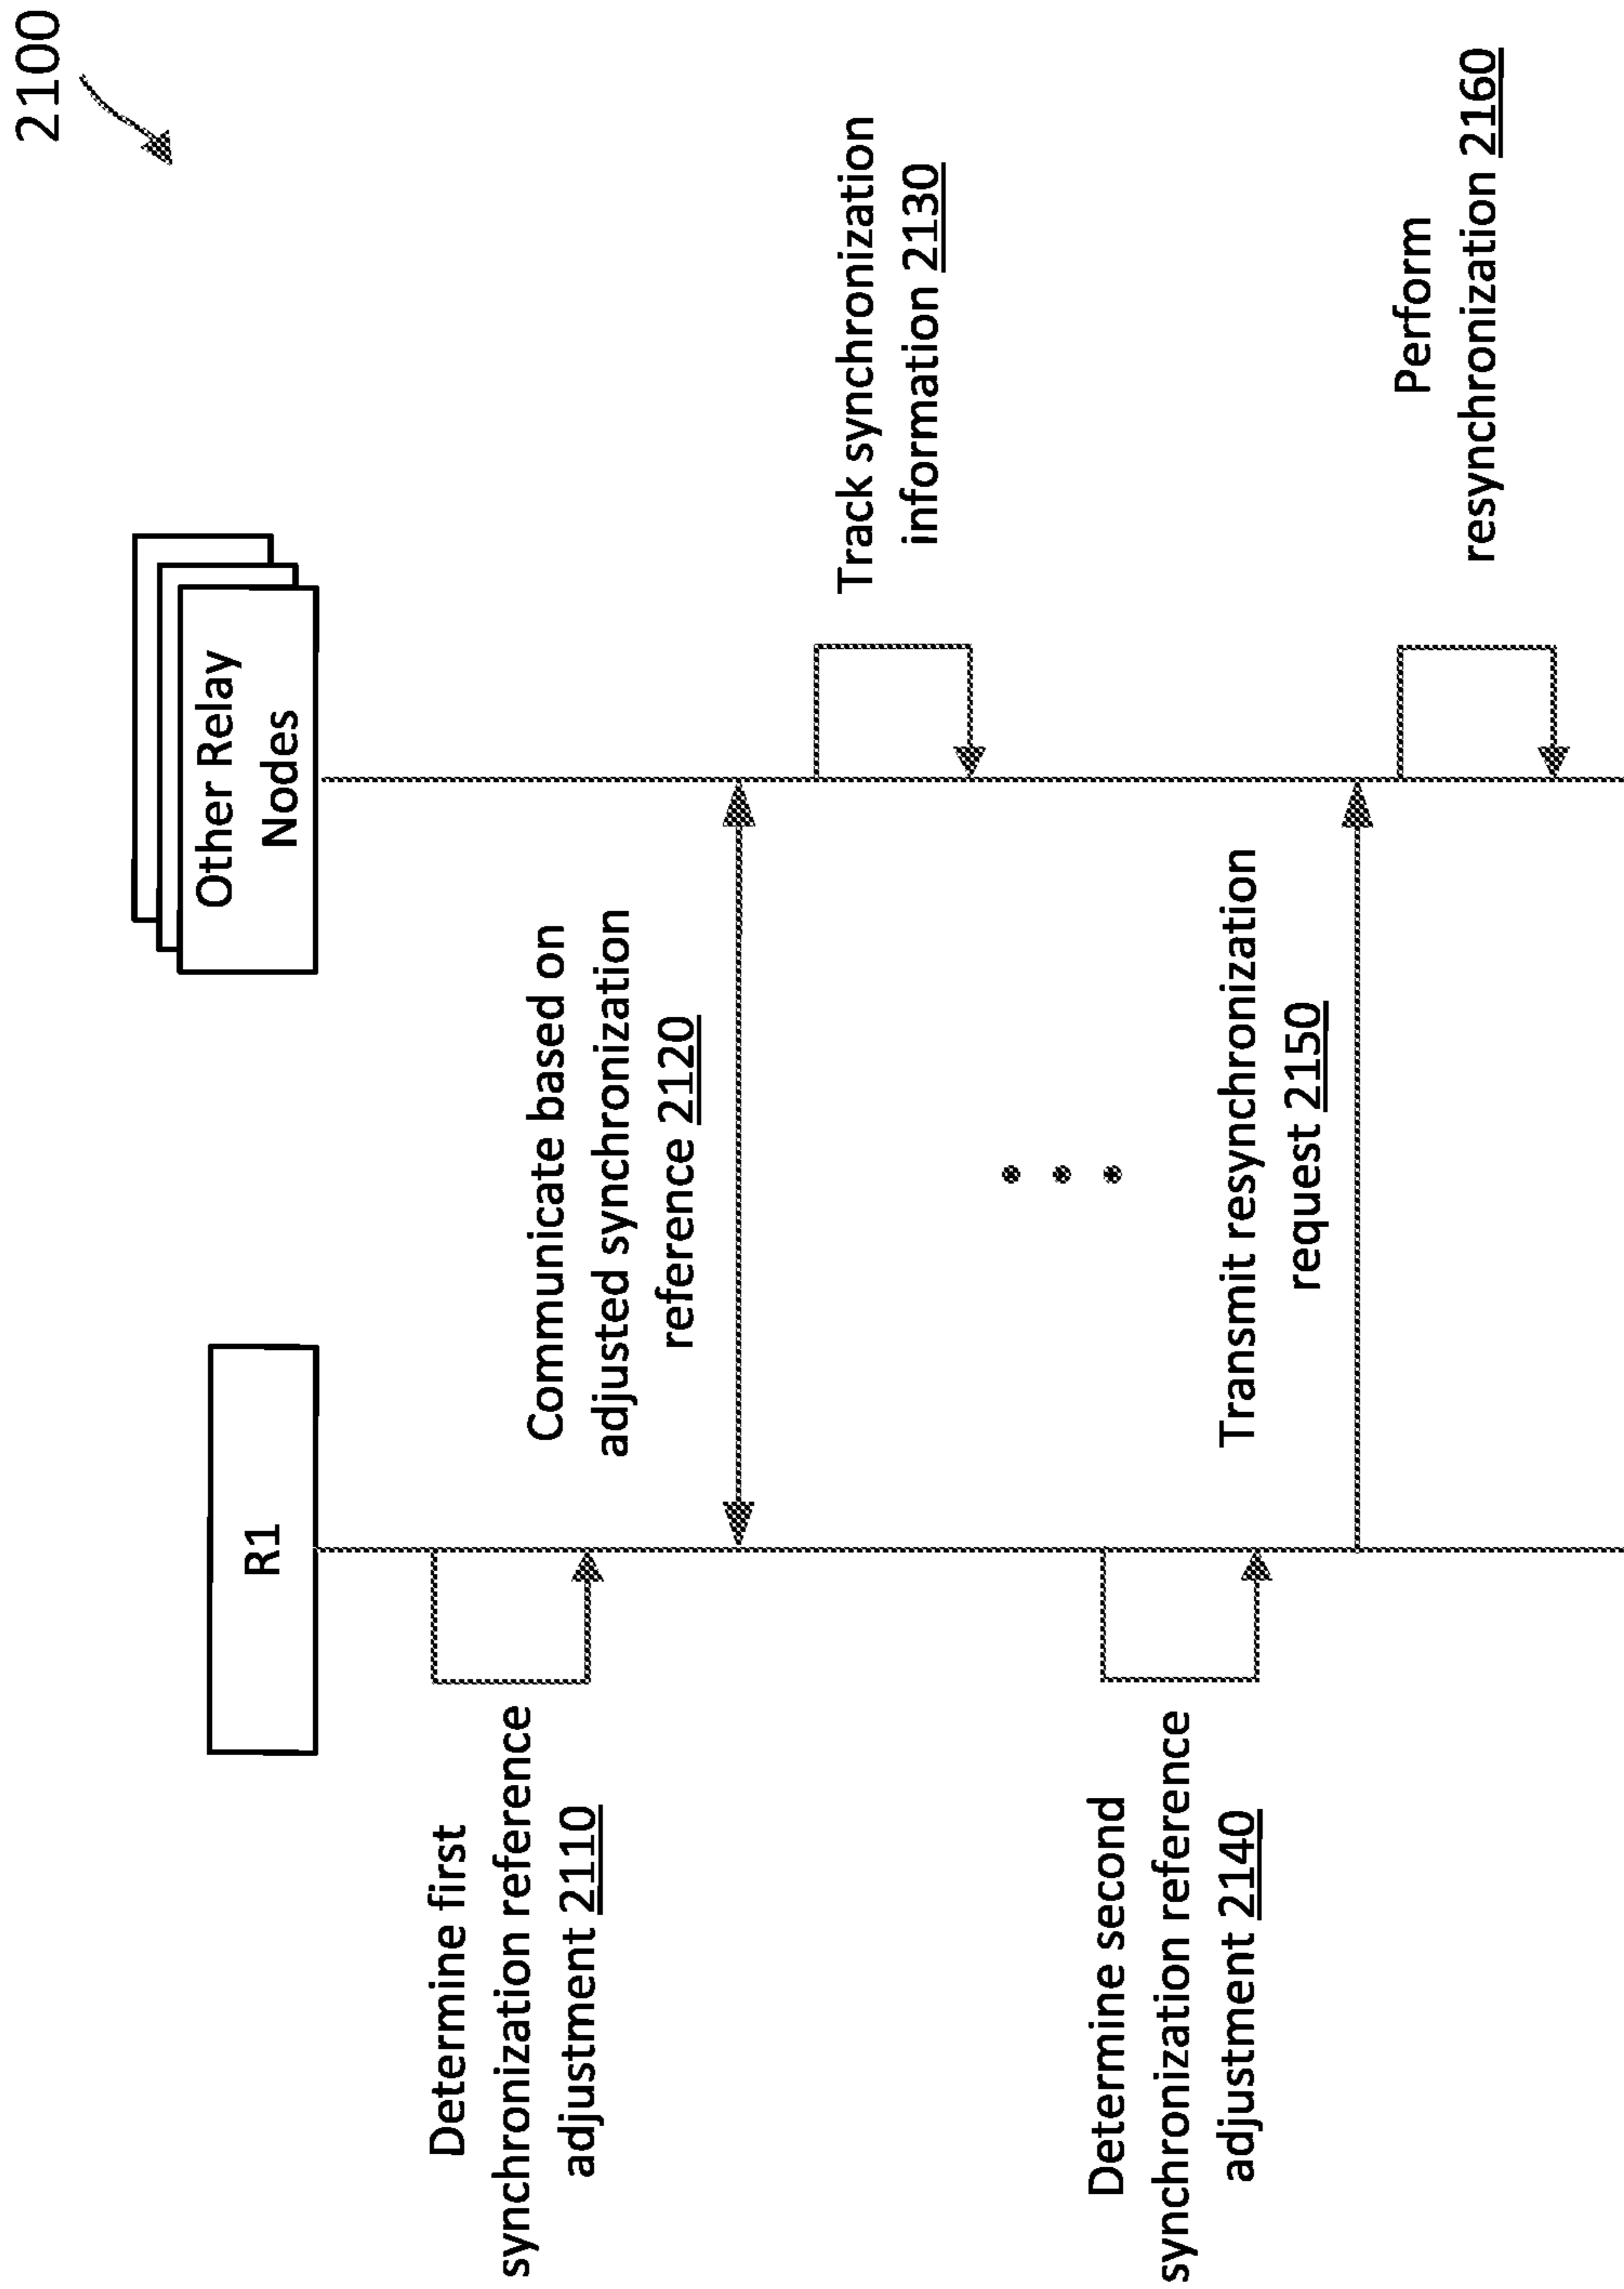 2100
R1
Other Relay
Nodes
Determine first
synchronization reference
adjustment 2110
Communicate based on
adjusted synchronization
reference 2120
Track synchronization
information 2130
Determine second
synchronization reference
adjustment 2140
Transmit resynchronization
request 2150
Perform
resynchronization 2160